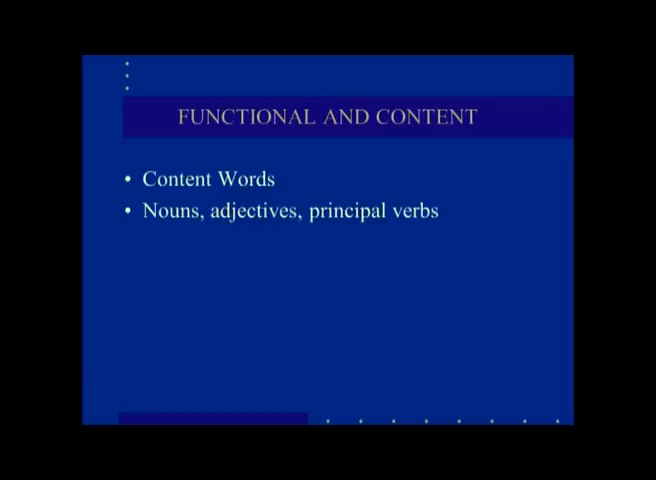 FUNCTIONAL AND CONTENT
• Content Words
• Nouns, adjectives, principal verbs